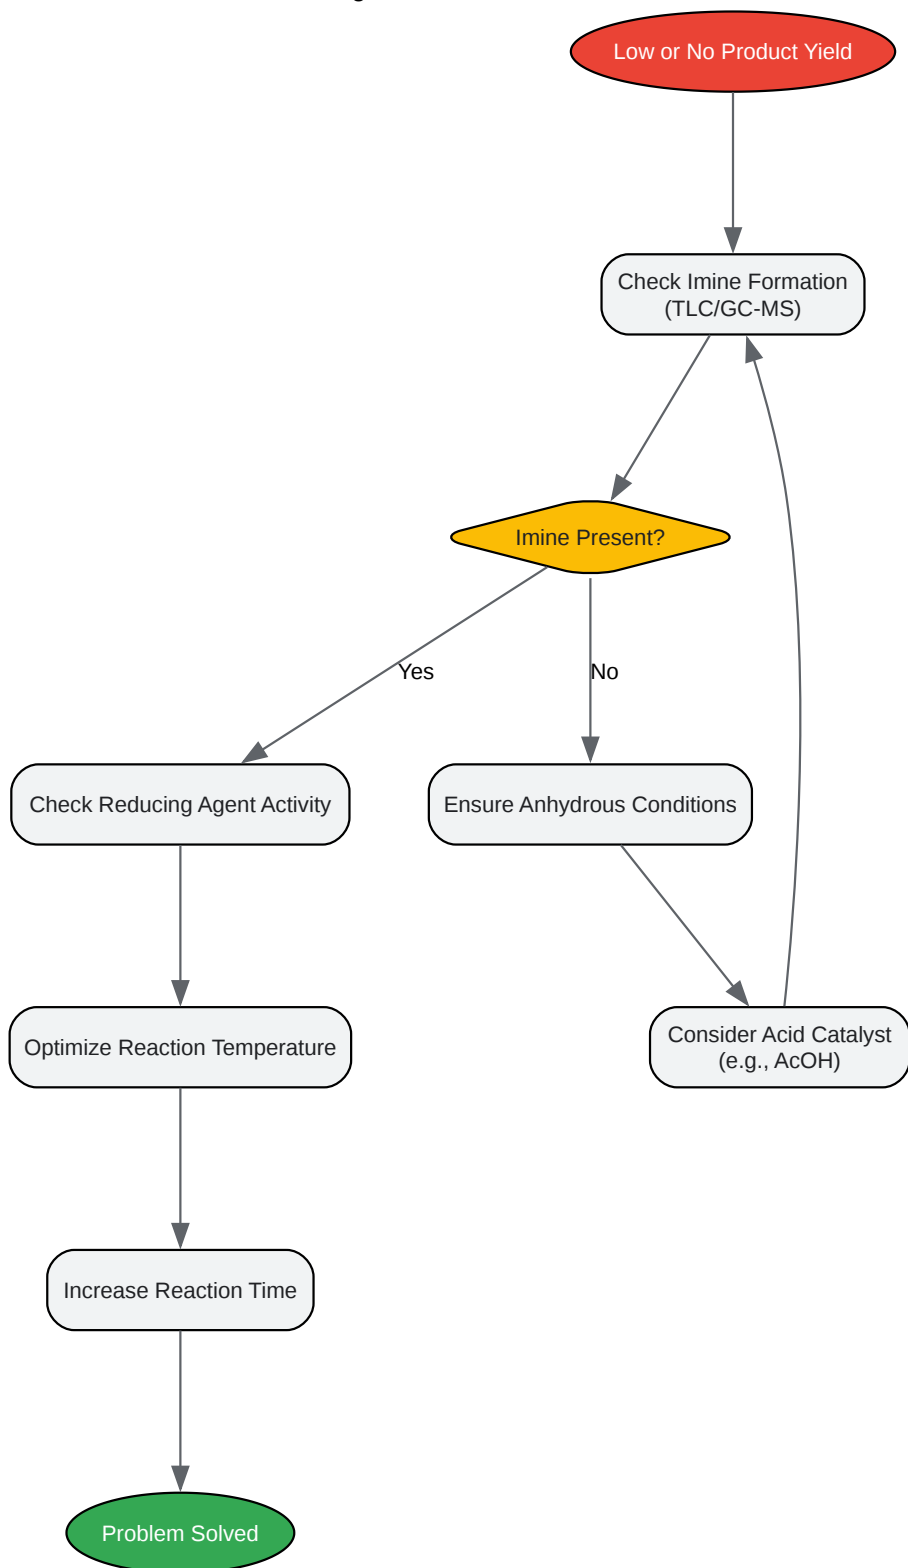 Low or No Product Yield
Check Imine Formation
(TLC/GC-MS)
Imine Present?
Yes
No
Check Reducing Agent Activity
Ensure Anhydrous Conditions
Optimize Reaction Temperature
Consider Acid Catalyst
(e.g., AcOH)
Increase Reaction Time
Problem Solved